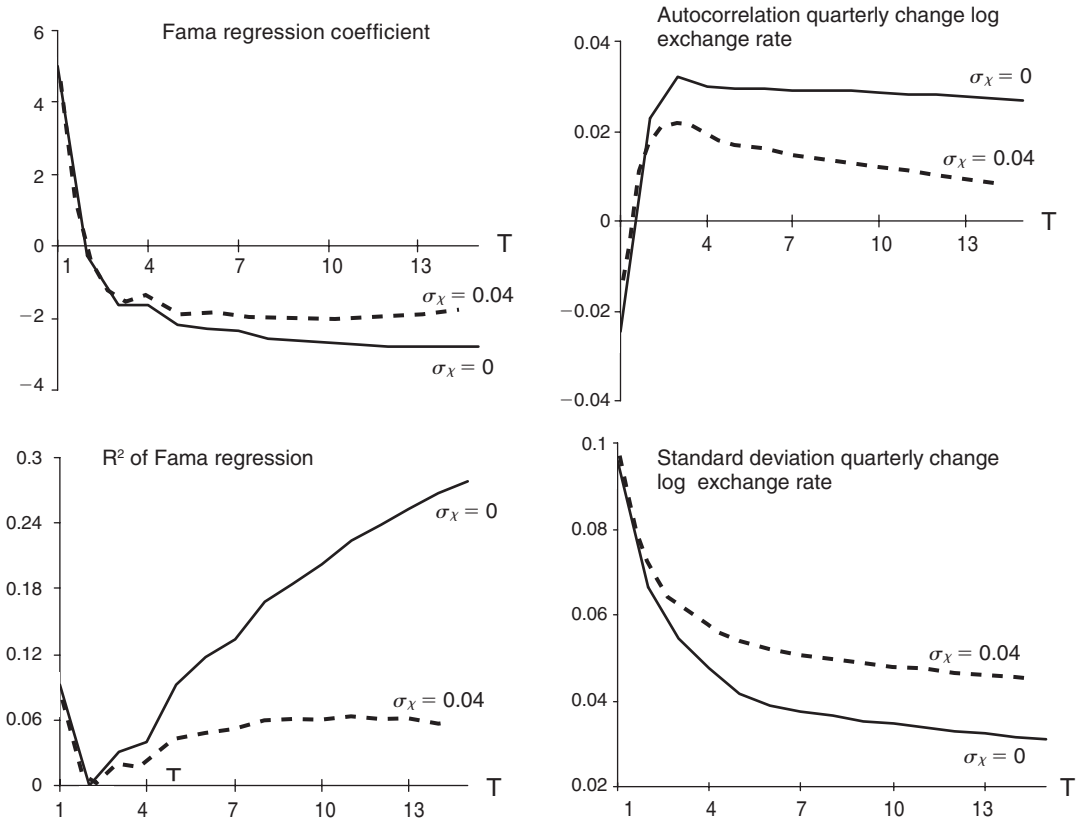 Fama regression coefficient
6
4
2
0
−2
−4
1
4
7
10
13
T
σχ = 0.04
σχ = 0
Autocorrelation quarterly change log
exchange rate
0.04
0.02
0
−0.02
−0.04
4
7
10
13
T
σχ = 0
σχ = 0.04
R² of Fama regression
0.3
0.24
0.18
0.12
0.06
0
1
4
7
10
13
T
T
σχ = 0
σχ = 0.04
Standard deviation quarterly change
log exchange rate
0.1
0.08
0.06
0.04
0.02
1
4
7
10
13
T
σχ = 0.04
σχ = 0